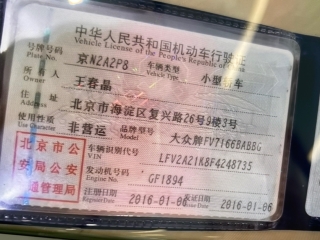 中华人民共和国机动车行驶证
Vehicle License of the People's Republic of
号牌号码 京N2A2P8 车辆类型 小型轿车
Plate No. Vehicle Type
所有人 王春晶
Owner
住址 北京市海淀区复兴路26号9楼3号
Address
使用性质 非营运 品牌型号 大众牌FV7166BABBG
Use Character Model
北京市公安局公安交通管理局
车辆识别代号 LFV2A21K8F4248735
VIN
发动机号码 GF1894
Engine No.
注册日期 2016-01-06 发证日期 2016-01-06
Register Date Issue Date